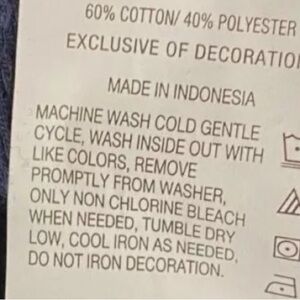 60% COTTON/ 40% POLYESTER
EXCLUSIVE OF DECORATION
MADE IN INDONESIA
MACHINE WASH COLD GENTLE
CYCLE, WASH INSIDE OUT WITH
LIKE COLORS, REMOVE
PROMPTLY FROM WASHER,
ONLY NON CHLORINE BLEACH
WHEN NEEDED, TUMBLE DRY
LOW, COOL IRON AS NEEDED,
DO NOT IRON DECORATION.